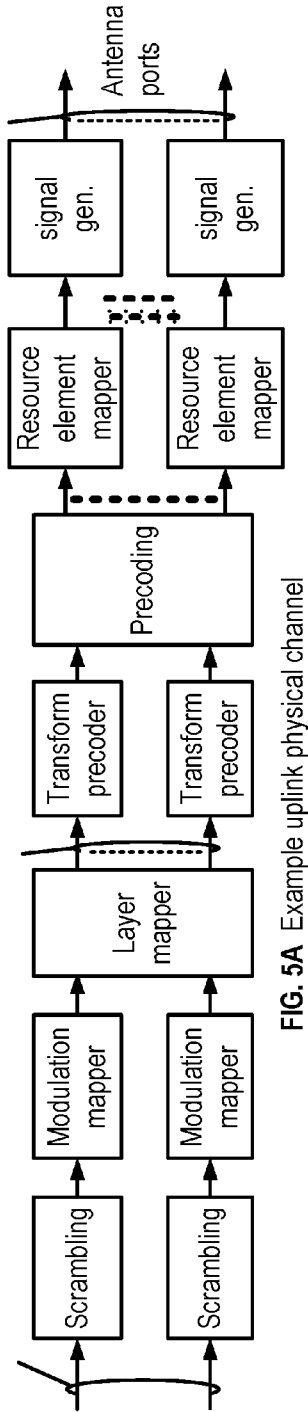 Scrambling
Scrambling
Modulation
mapper
Modulation
mapper
Layer
mapper
Transform
precoder
Transform
precoder
Precoding
Resource
element
mapper
Resource
element
mapper
signal
gen.
signal
gen.
Antenna
ports
FIG. 5A Example uplink physical channel